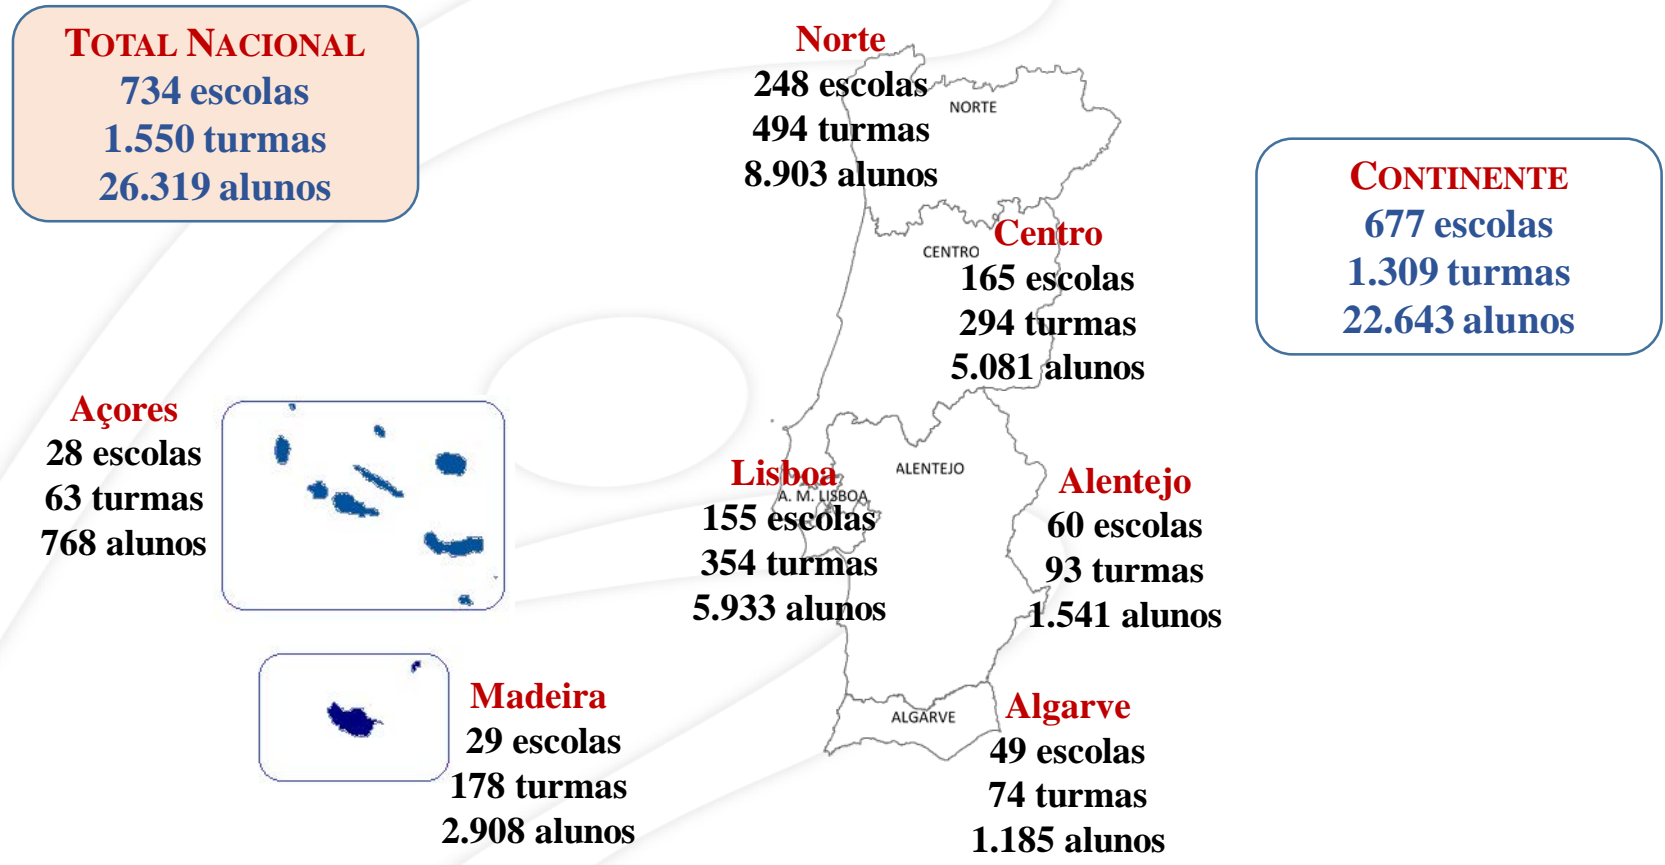 TOTAL NACIONAL
734 escolas
1.550 turmas
26.319 alunos
Norte
248 escolas
494 turmas
8.903 alunos
NORTE
CONTINENTE
677 escolas
1.309 turmas
22.643 alunos
Centro
CENTRO
165 escolas
294 turmas
5.081 alunos
Açores
28 escolas
63 turmas
768 alunos
Lisboa
A. M. LISBOA
155 escolas
354 turmas
5.933 alunos
ALENTEJO
Alentejo
60 escolas
93 turmas
1.541 alunos
Madeira
29 escolas
178 turmas
2.908 alunos
ALGARVE
Algarve
49 escolas
74 turmas
1.185 alunos